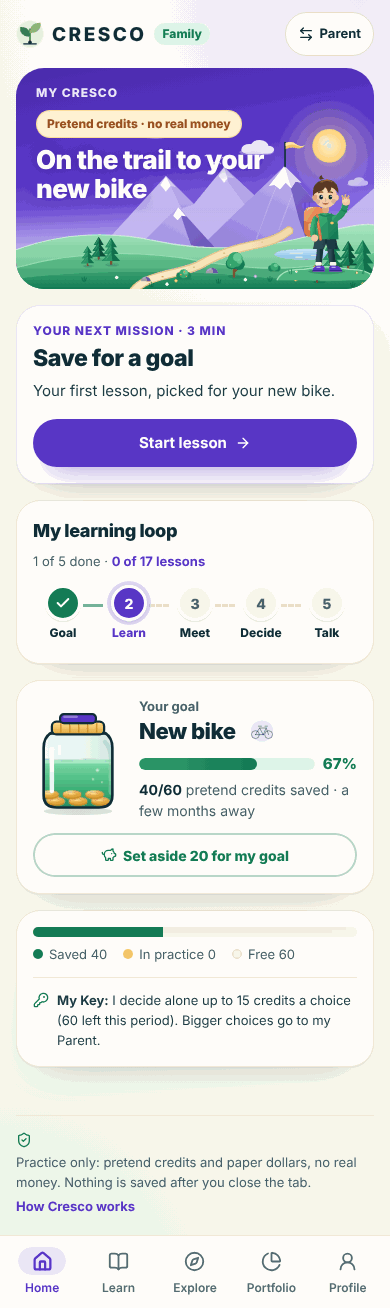 CRESCO Family
Parent
MY CRESCO
Pretend credits · no real money
On the trail to your
new bike
YOUR NEXT MISSION · 3 MIN
Save for a goal
Your first lesson, picked for your new bike.
Start lesson →
My learning loop
1 of 5 done · 0 of 17 lessons
2 3 4 5
Goal Learn Meet Decide Talk
Your goal
New bike
67%
40/60 pretend credits saved · a
few months away
Set aside 20 for my goal
Saved 40 In practice 0 Free 60
My Key: I decide alone up to 15 credits a choice
(60 left this period). Bigger choices go to my
Parent.
Practice only: pretend credits and paper dollars, no real
money. Nothing is saved after you close the tab.
How Cresco works
Home Learn Explore Portfolio Profile